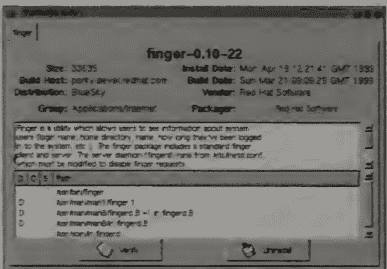 finger
finger-0.10-22
Size: 33635 Install Date: Mon Apr 19 12:21:41 GMT 1999
Build Host: porky.devel.redhat.com Build Date: Sun Mar 21 GMT 1999
Distribution: BlueSky Vendor: Red Hat Software
Group: Applications/Internet Packager: Red Hat Software
Finger is a utility which allows users to see information about system
users (login name, home directory, name, how long they've been logged
in to the system, etc.). The finger package includes a standard finger
client and server. The server daemon (fingerd) runs from /etc/inetd.conf,
which must be modified to disable finger requests.
D C S Path
/usr/bin/finger
D /usr/man/man1/finger.1
D /usr/man/man8/fingerd.8
D /usr/man/man8/in.fingerd.8
/usr/sbin/in.fingerd
Verify Uninstall